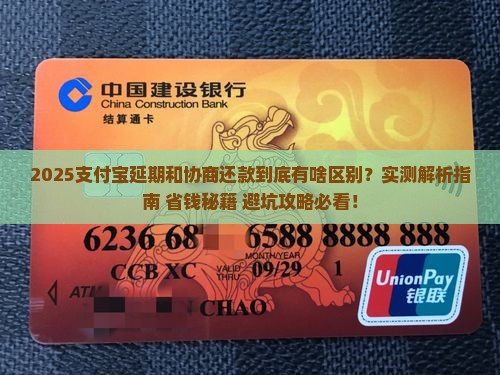 中国建设银行
China Construction Bank
结算通卡
2025支付宝延期和协商还款到底有啥区别？实测解析指
南 省钱秘籍 避坑攻略必看！
6236 68 6588 8888 888
MONTH/YEAR
CCB XC VALID THRU 09/29 1
ATM
CHAO
UnionPay
银联